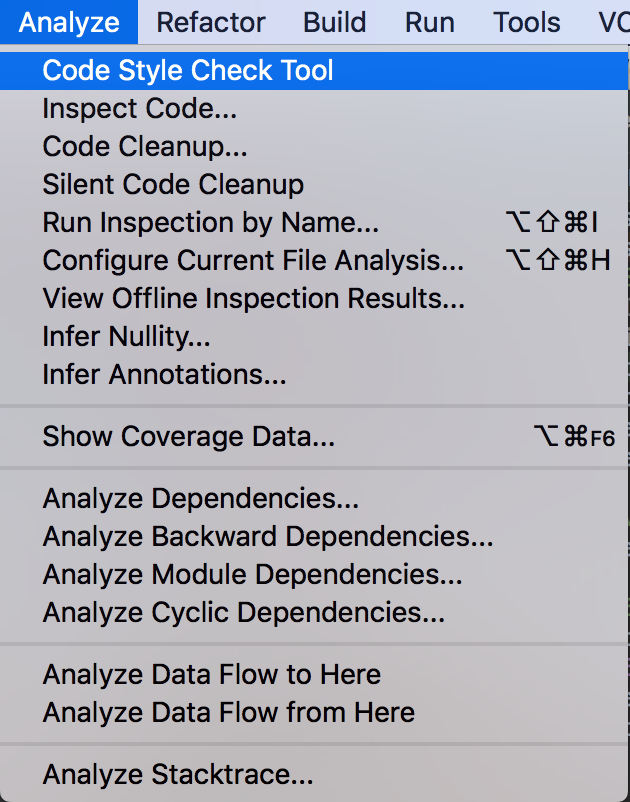 Analyze Refactor Build Run Tools
Code Style Check Tool
Inspect Code...
Code Cleanup...
Silent Code Cleanup
Run Inspection by Name... ⌥⇧⌘I
Configure Current File Analysis... ⌥⇧⌘H
View Offline Inspection Results...
Infer Nullity...
Infer Annotations...
Show Coverage Data... ⌥⌘F6
Analyze Dependencies...
Analyze Backward Dependencies...
Analyze Module Dependencies...
Analyze Cyclic Dependencies...
Analyze Data Flow to Here
Analyze Data Flow from Here
Analyze Stacktrace...